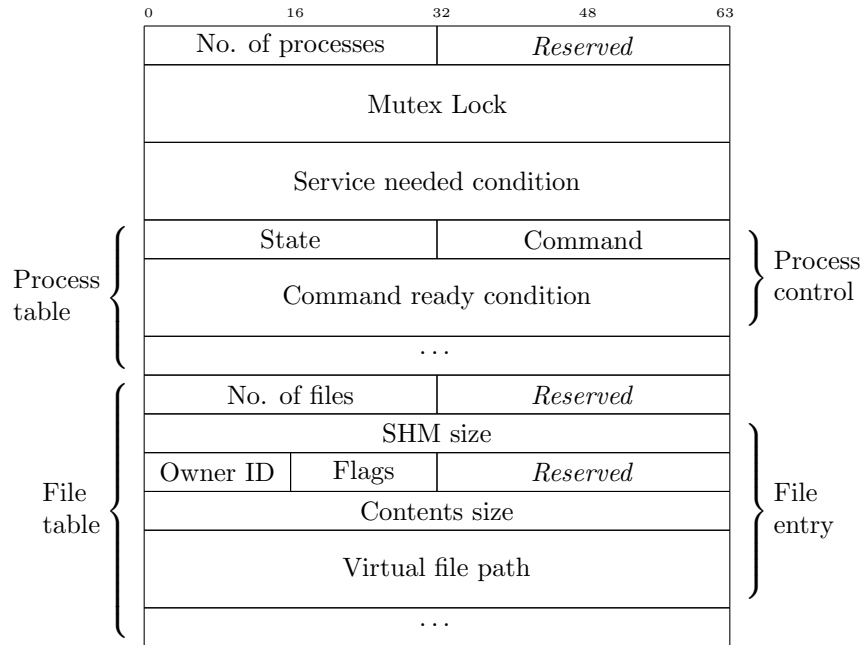 0 16 32 48 63
No. of processes Reserved
Mutex Lock
Service needed condition
State Command
Process
table
Process
control
Command ready condition
...
No. of files Reserved
SHM size
Owner ID Flags Reserved
File
table
File
entry
Contents size
Virtual file path
...